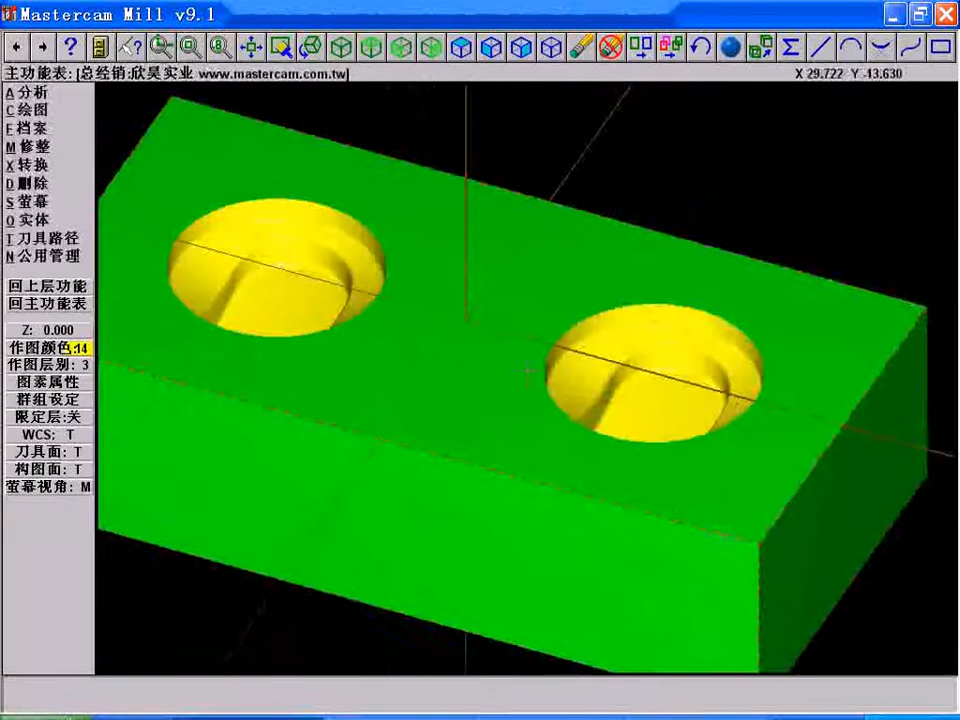 Mastercam Mill v9.1
主功能表: [总经销:欣昊实业 www.mastercam.com.tw]
X 29.722 Y -13.630
A 分析
C 绘图
F 档案
M 修整
X 转换
D 删除
S 萤幕
O 实体
T 刀具路径
N 公用管理
回上层功能
回主功能表
Z: 0.000
作图颜色:14
作图层别: 3
图素属性
群组设定
限定层:关
WCS: T
刀具面: T
构图面: T
萤幕视角: M